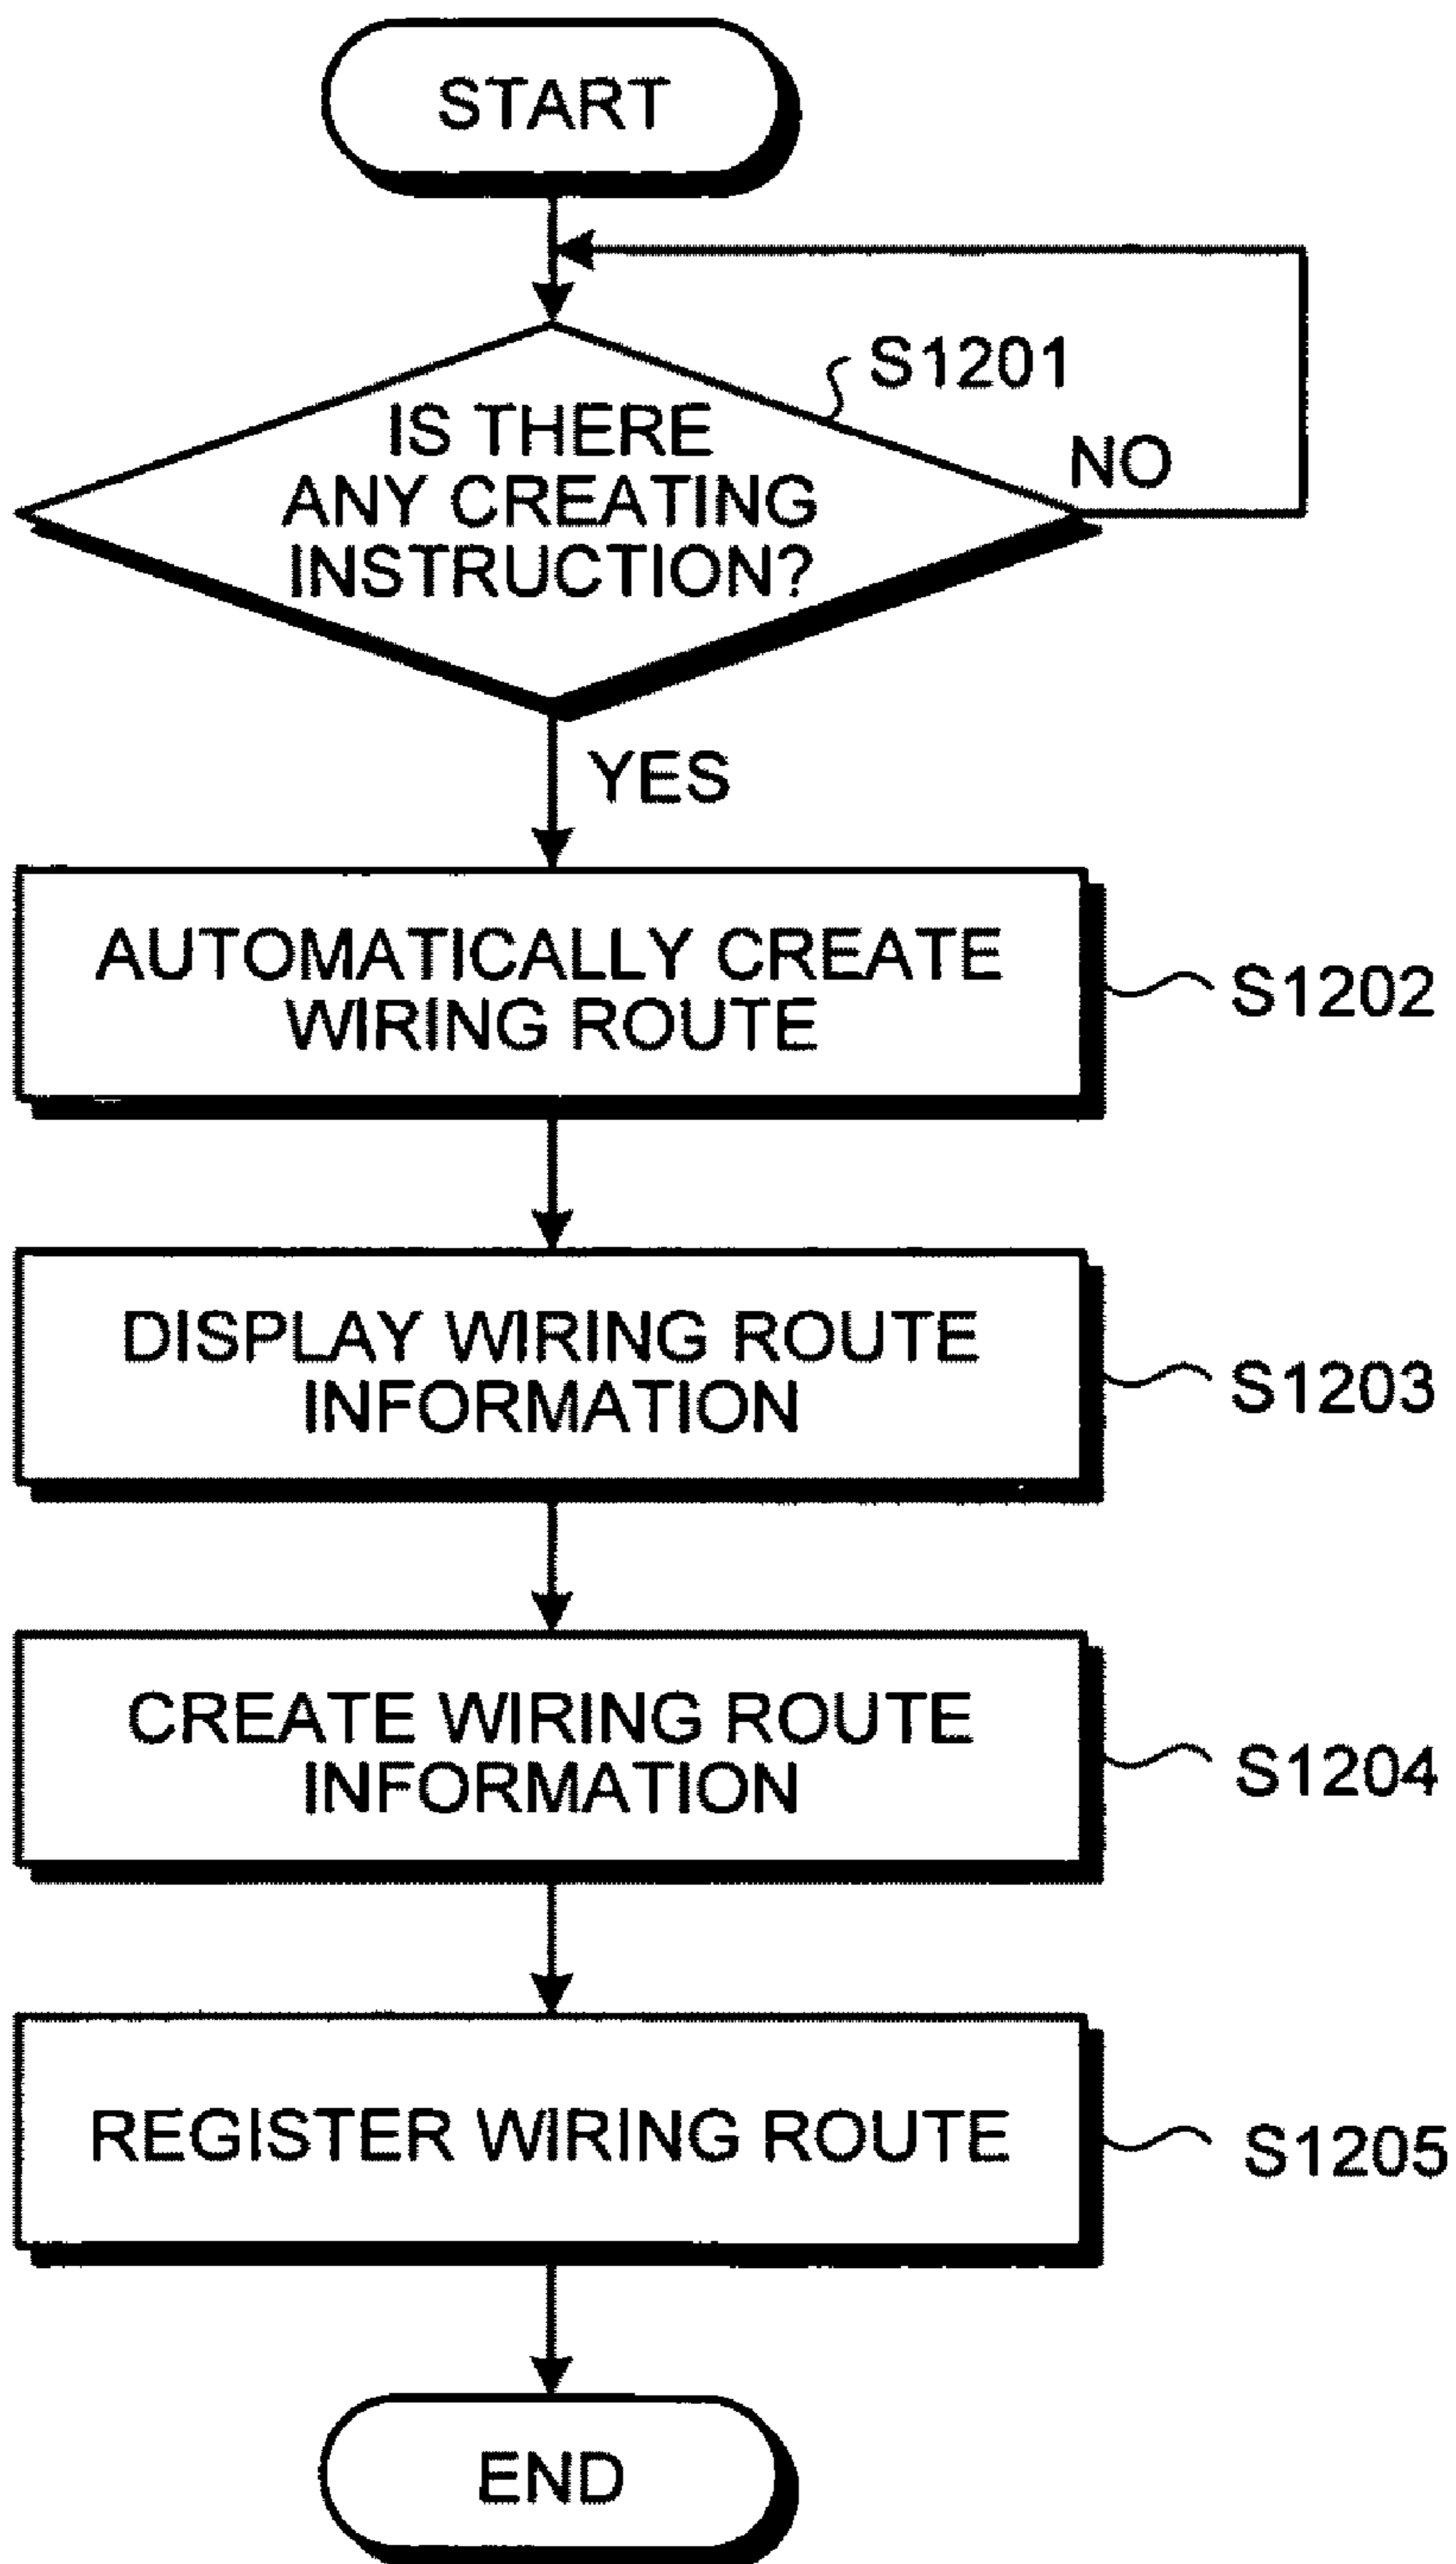 START
S1201
IS THERE
ANY CREATING
INSTRUCTION?
NO
YES
AUTOMATICALLY CREATE
WIRING ROUTE
S1202
DISPLAY WIRING ROUTE
INFORMATION
S1203
CREATE WIRING ROUTE
INFORMATION
S1204
REGISTER WIRING ROUTE
S1205
END